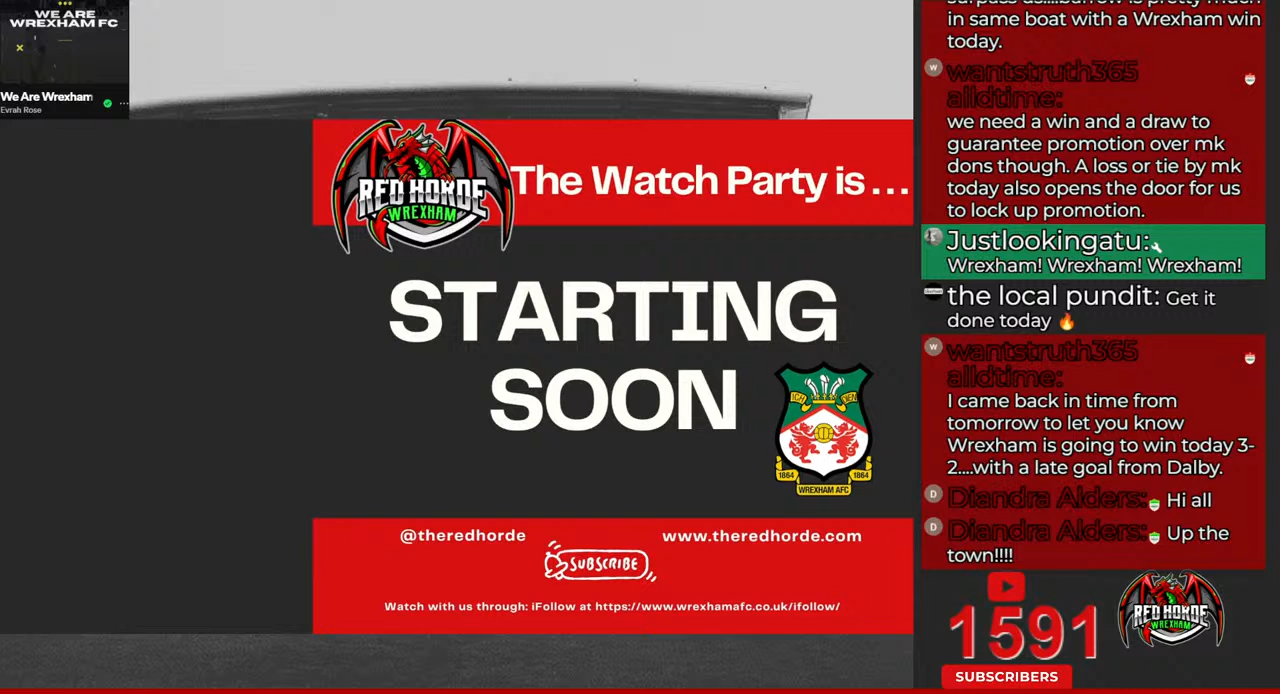 WE ARE
WREXHAM FC
We Are Wrexham
Evrah Rose
RED HORDE
WREXHAM
The Watch Party is . . .
STARTING
SOON
1864
1864
WREXHAM AFC
@theredhorde
www.theredhorde.com
SUBSCRIBE
Watch with us through: iFollow at https://www.wrexhamafc.co.uk/ifollow/
in same boat with a Wrexham win
today.
wantstruth365
alldtime:
we need a win and a draw to
guarantee promotion over mk
dons though. A loss or tie by mk
today also opens the door for us
to lock up promotion.
Justlookingatu:
Wrexham! Wrexham! Wrexham!
the local pundit: Get it
done today 🔥
wantstruth365
alldtime:
I came back in time from
tomorrow to let you know
Wrexham is going to win today 3-
2....with a late goal from Dalby.
Diandra Alders: Hi all
Diandra Alders: Up the
town!!!!
1591
SUBSCRIBERS
RED HORDE
WREXHAM